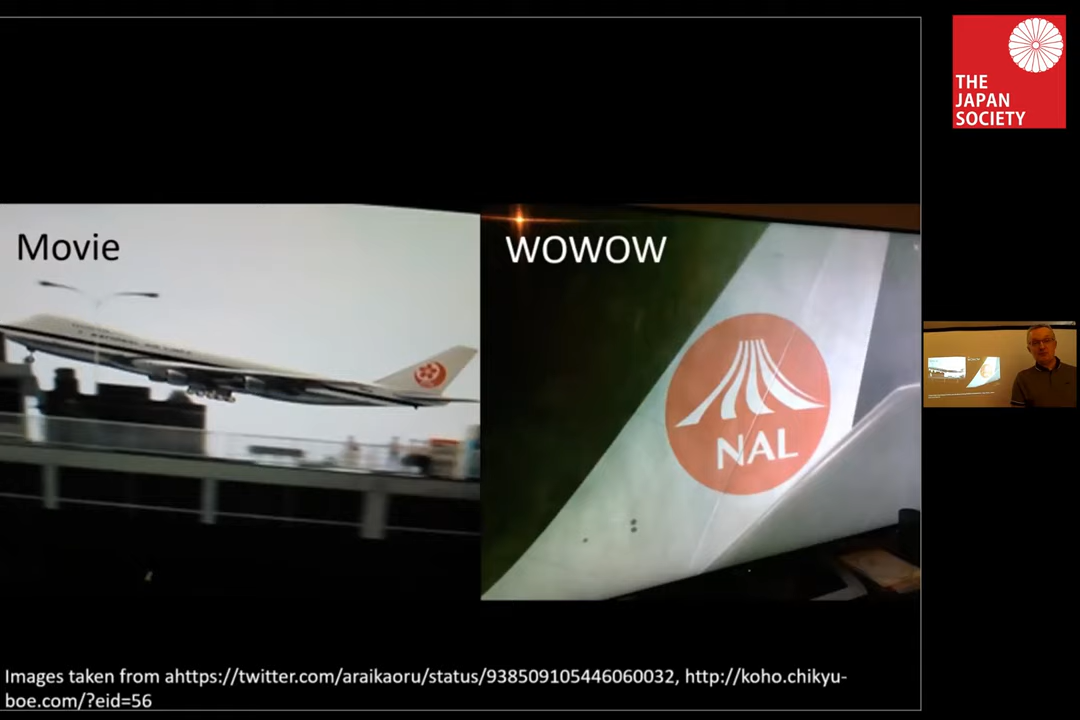 Movie
WOWOW
NAL
Images taken from ahttps://twitter.com/araikaoru/status/938509105446060032, http://koho.chikyu-
boe.com/?eid=56
THE
JAPAN
SOCIETY